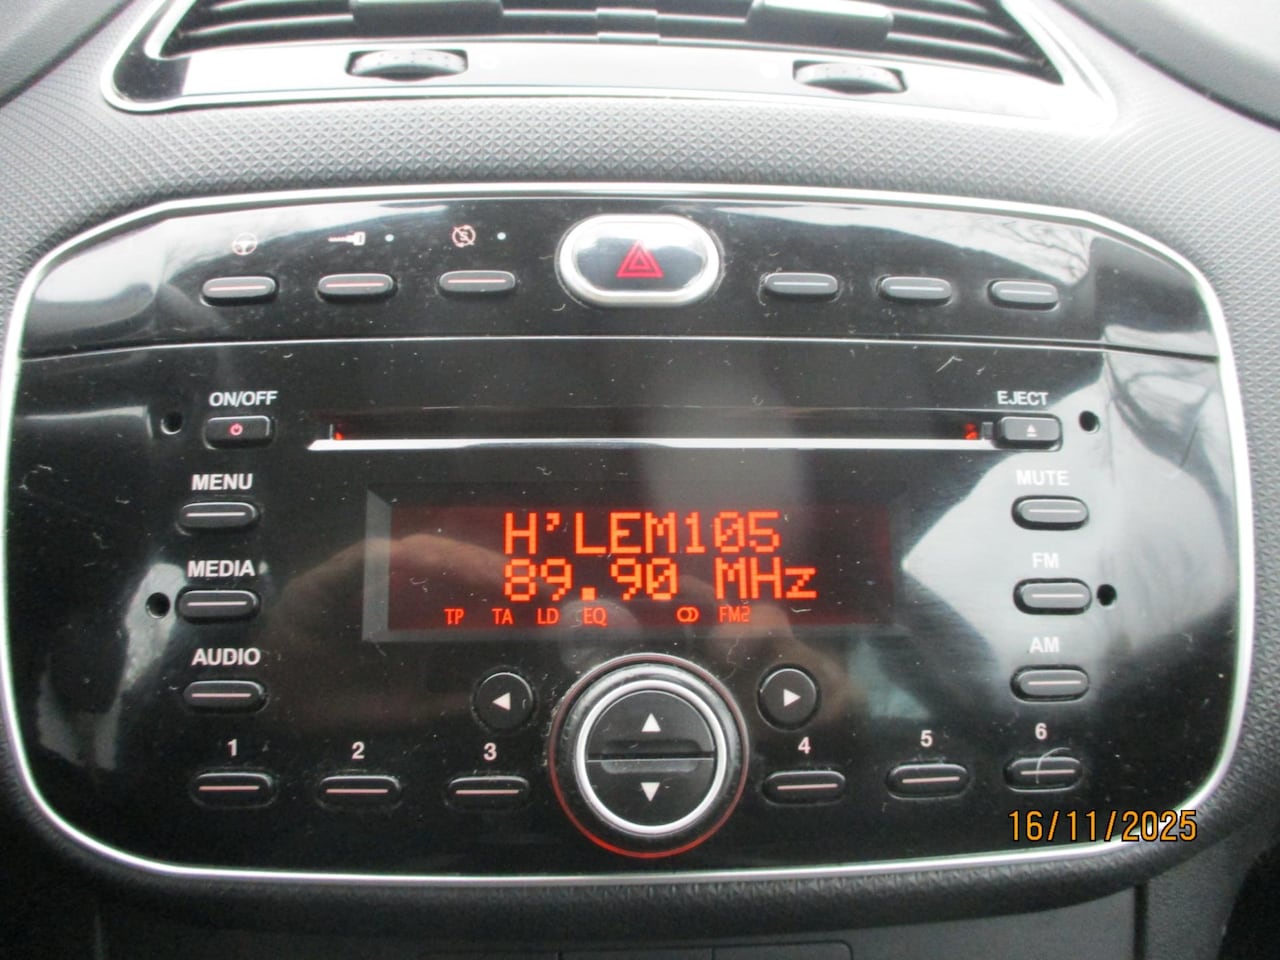 ON/OFF
EJECT
MENU
MUTE
H'LEM105
89.90 MHz
TP TA LD EQ FM2
MEDIA
FM
AUDIO
AM
1 2 3 4 5 6
16/11/2025